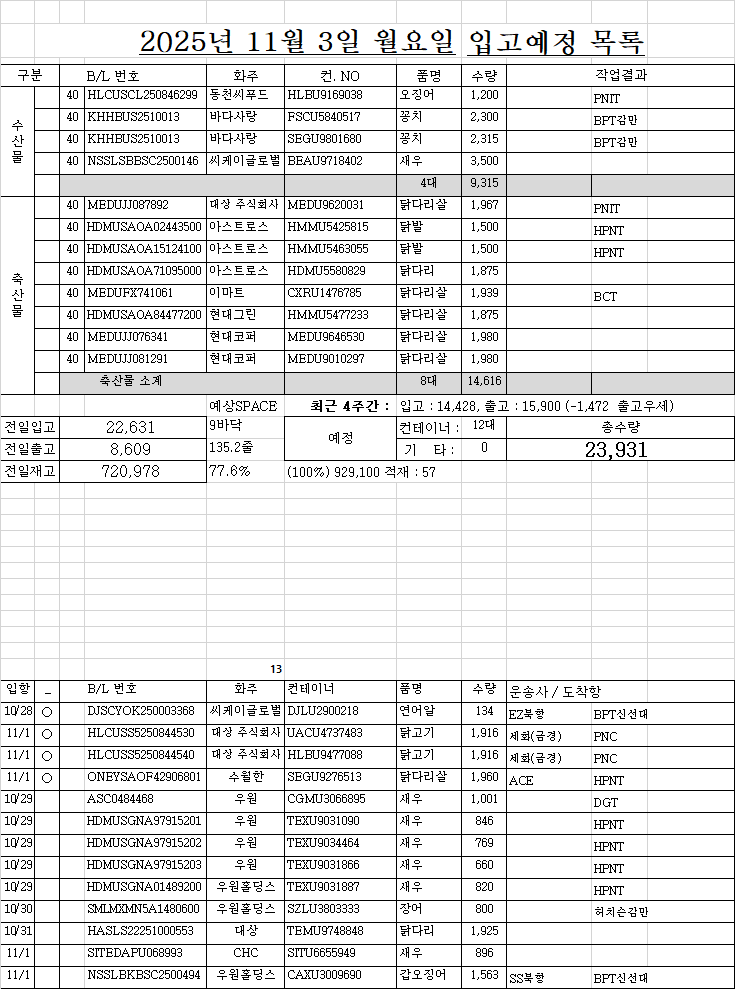 2025년 11월 3일 월요일 입고예정 목록
구분 B/L 번호 화주 컨. NO 품명 수량 작업결과
수산물
40 HLCUSCL250846299 동천씨푸드 HLBU9169038 오징어 1,200 PNIT
40 KHHBUS2510013 바다사랑 FSCU5840517 꽁치 2,300 BPT감만
40 KHHBUS2510013 바다사랑 SEGU9801680 꽁치 2,315 BPT감만
40 NSSLSBBSC2500146 씨케이글로벌 BEAU9718402 새우 3,500
4대 9,315
축산물
40 MEDUJJ087892 대상 주식회사 MEDU9620031 닭다리살 1,967 PNIT
40 HDMUSAOA02443500 아스트로스 HMMU5425815 닭발 1,500 HPNT
40 HDMUSAOA15124100 아스트로스 HMMU5463055 닭발 1,500 HPNT
40 HDMUSAOA71095000 아스트로스 HDMU5580829 닭다리 1,875
40 MEDUFX741061 이마트 CXRU1476785 닭다리살 1,939 BCT
40 HDMUSAOA84477200 현대그린 HMMU5477233 닭다리살 1,875
40 MEDUJJ076341 현대코퍼 MEDU9646530 닭다리살 1,980
40 MEDUJJ081291 현대코퍼 MEDU9010297 닭다리살 1,980
축산물 소계 8대 14,616
예상SPACE 최근 4주간 : 입고 : 14,428, 출고 : 15,900 (-1,472 출고우세)
전일입고 22,631 9바닥 예정 컨테이너 : 12대 총수량
전일출고 8,609 135.2줄 기 타 : 0 23,931
전일재고 720,978 77.6% (100%) 929,100 적재 : 57
13
입항 _ B/L 번호 화주 컨테이너 품명 수량 운송사 / 도착항
10/28 ○ DJSCYOK250003368 씨케이글로벌 DJLU2900218 연어알 134 EZ북항 BPT신선대
11/1 ○ HLCUSS5250844530 대상 주식회사 UACU4737483 닭고기 1,916 세화(금경) PNC
11/1 ○ HLCUSS5250844540 대상 주식회사 HLBU9477088 닭고기 1,916 세화(금경) PNC
11/1 ○ ONEYSAOF42906801 수월한 SEGU9276513 닭다리살 1,960 ACE HPNT
10/29 ASC0484468 우원 CGMU3066895 새우 1,001 DGT
10/29 HDMUSGNA97915201 우원 TEXU9031090 새우 846 HPNT
10/29 HDMUSGNA97915202 우원 TEXU9034464 새우 769 HPNT
10/29 HDMUSGNA97915203 우원 TEXU9031866 새우 660 HPNT
10/29 HDMUSGNA01489200 우원홀딩스 TEXU9031887 새우 820 HPNT
10/30 SMLMXMN5A1480600 우원홀딩스 SZLU3803333 장어 800 허치슨감만
10/31 HASLS22251000553 대상 TEMU9748848 닭다리 1,925
11/1 SITEDAPU068993 CHC SITU6655949 새우 896
11/1 NSSLBKBSC2500494 우원홀딩스 CAXU3009690 갑오징어 1,563 SS북항 BPT신선대